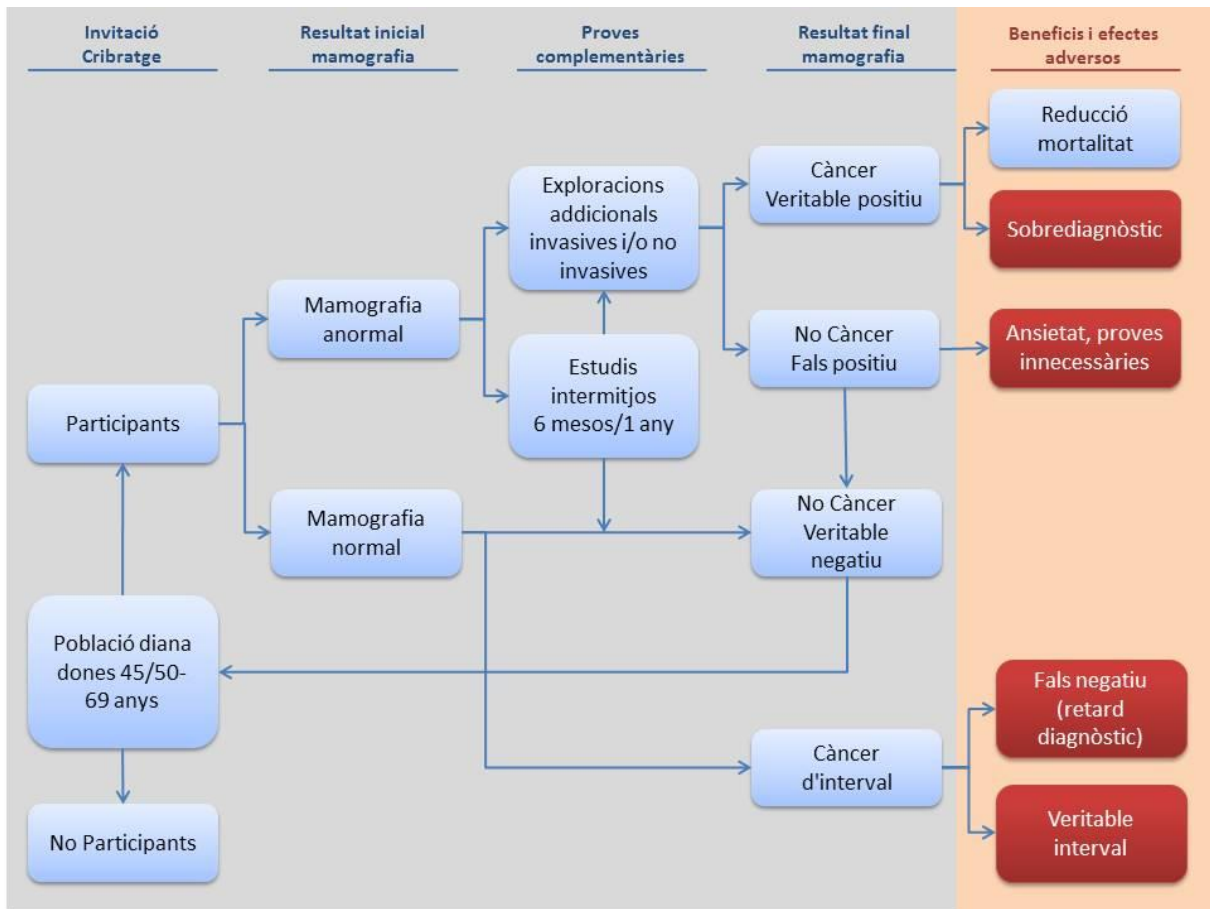 Invitació
Cribratge
Resultat inicial
mamografia
Proves
complementàries
Resultat final
mamografia
Beneficis i efectes
adversos
Reducció
mortalitat
Càncer
Veritable positiu
Exploracions
addicionals
invasives i/o no
invasives
Sobrediagnòstic
Mamografia
anormal
No Càncer
Fals positiu
Ansietat, proves
innecessàries
Estudis
intermitjos
6 mesos/1 any
Participants
Mamografia
normal
No Càncer
Veritable
negatiu
Població diana
dones 45/50-
69 anys
Fals negatiu
(retard
diagnòstic)
Càncer
d'interval
No Participants
Veritable
interval